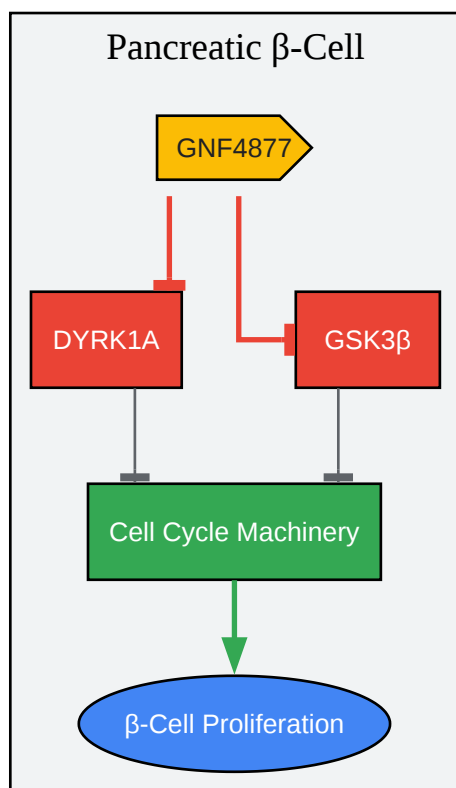 Pancreatic β-Cell
GNF4877
DYRK1A
GSK3β
Cell Cycle Machinery
β-Cell Proliferation